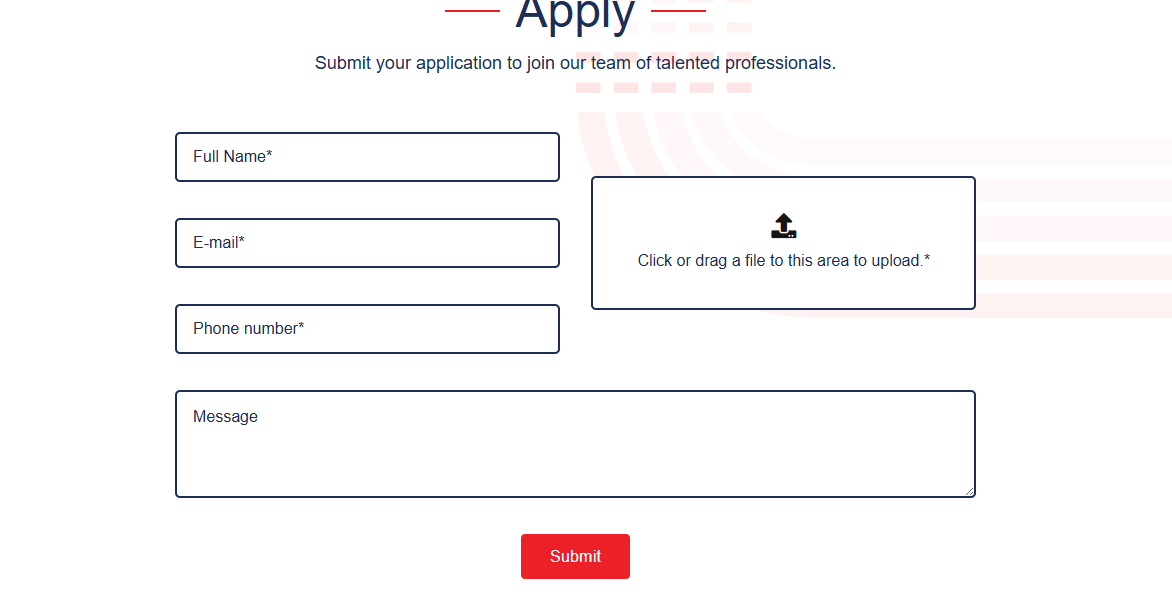 Apply
Submit your application to join our team of talented professionals.
Full Name*
E-mail*
Click or drag a file to this area to upload.*
Phone number*
Message
Submit